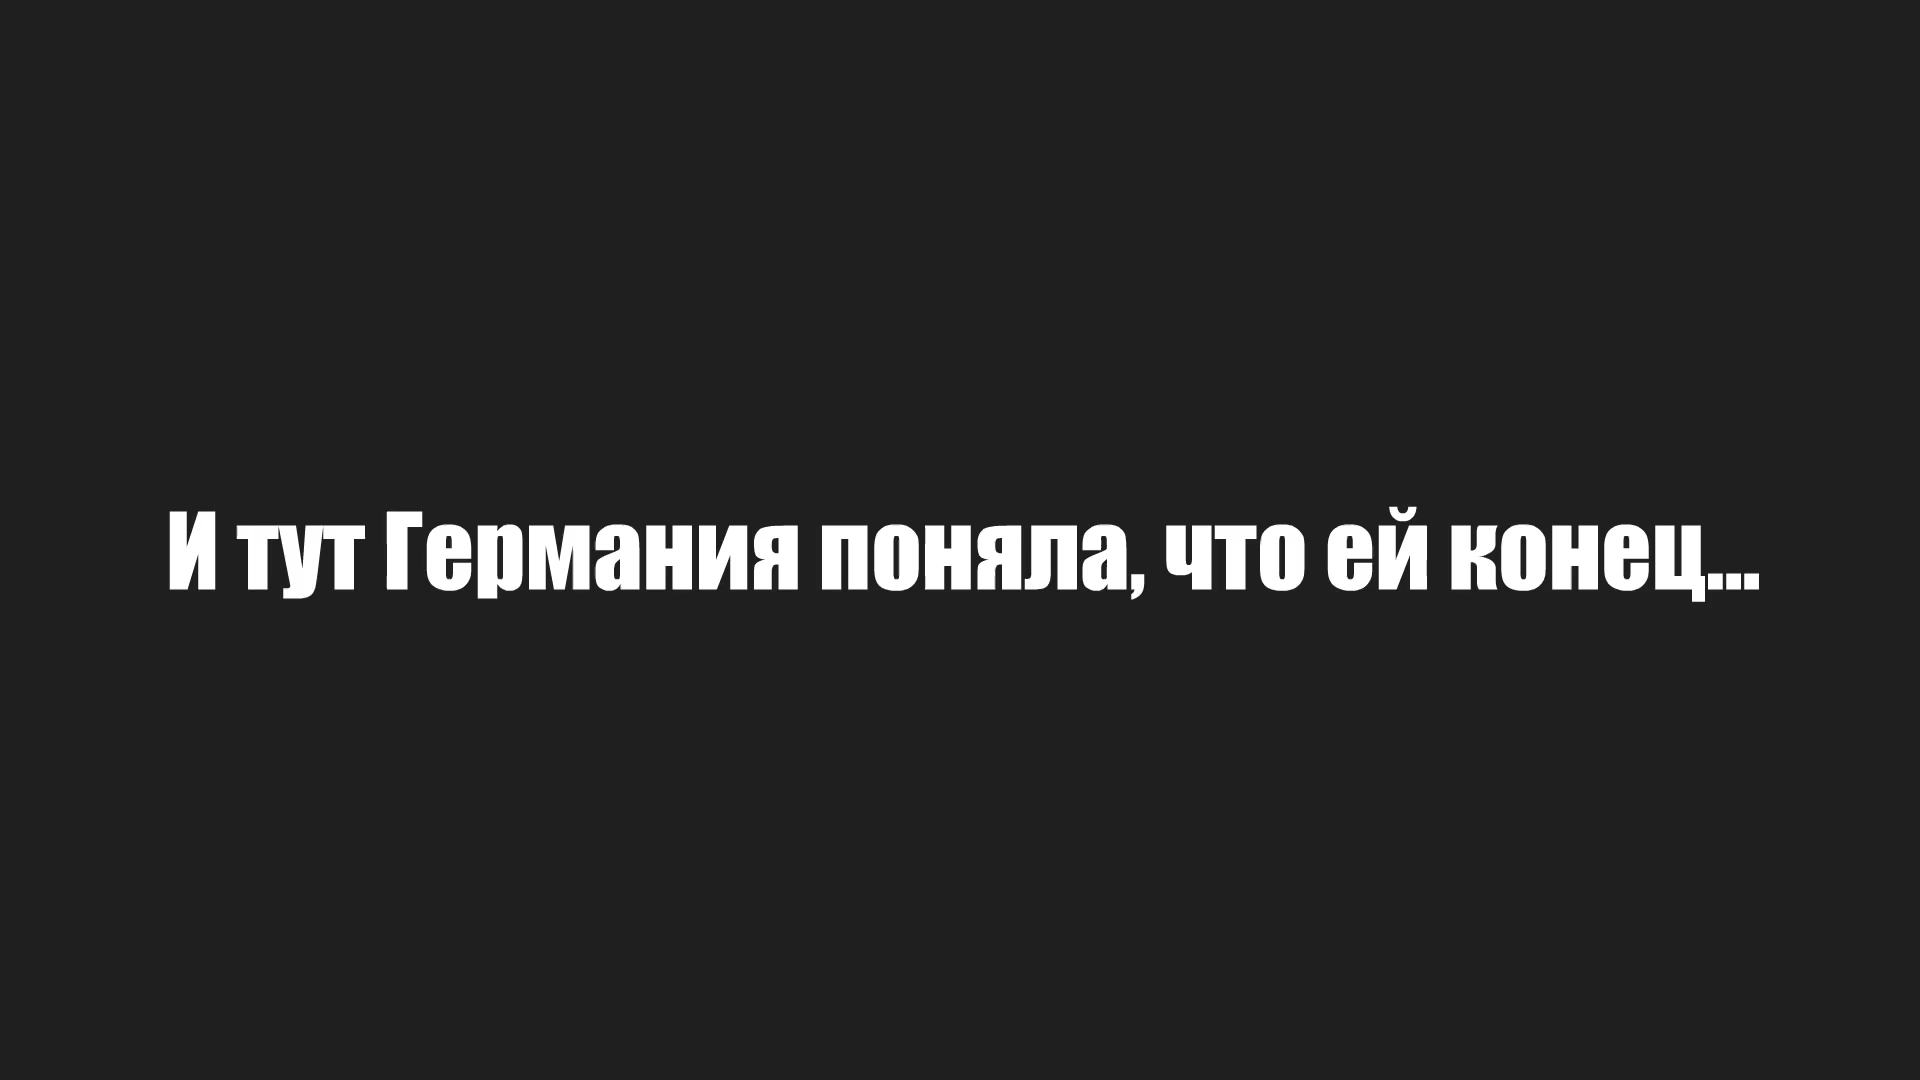 И тут Германия поняла, что ей конец...